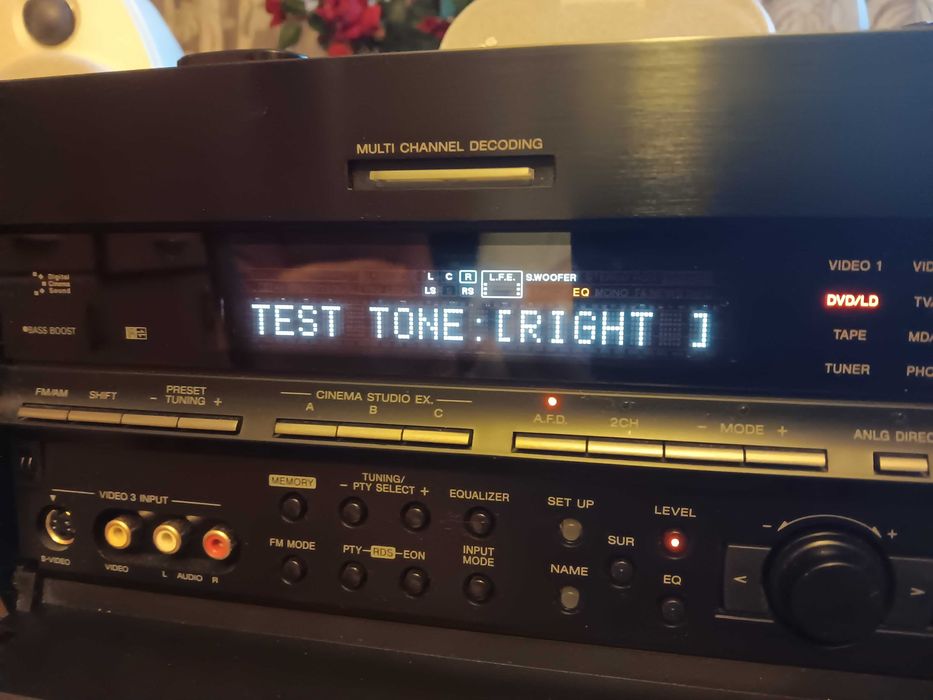 MULTI CHANNEL DECODING
Digital
Cinema
Sound
BASS BOOST
L C R L.F.E. S.WOOFER
LS RS EQ
TEST TONE:[RIGHT ]
VIDEO 1
DVD/LD
TAPE
TUNER
FM/AM SHIFT PRESET
TUNING
- +
CINEMA STUDIO EX.
A B C
A.F.D. 2CH - MODE +
MEMORY
TUNING/
- PTY SELECT +
EQUALIZER
SET UP
LEVEL
- +
VIDEO 3 INPUT
S-VIDEO
VIDEO L AUDIO R
FM MODE
PTY RDS EON
INPUT
MODE
NAME
SUR
EQ
< >